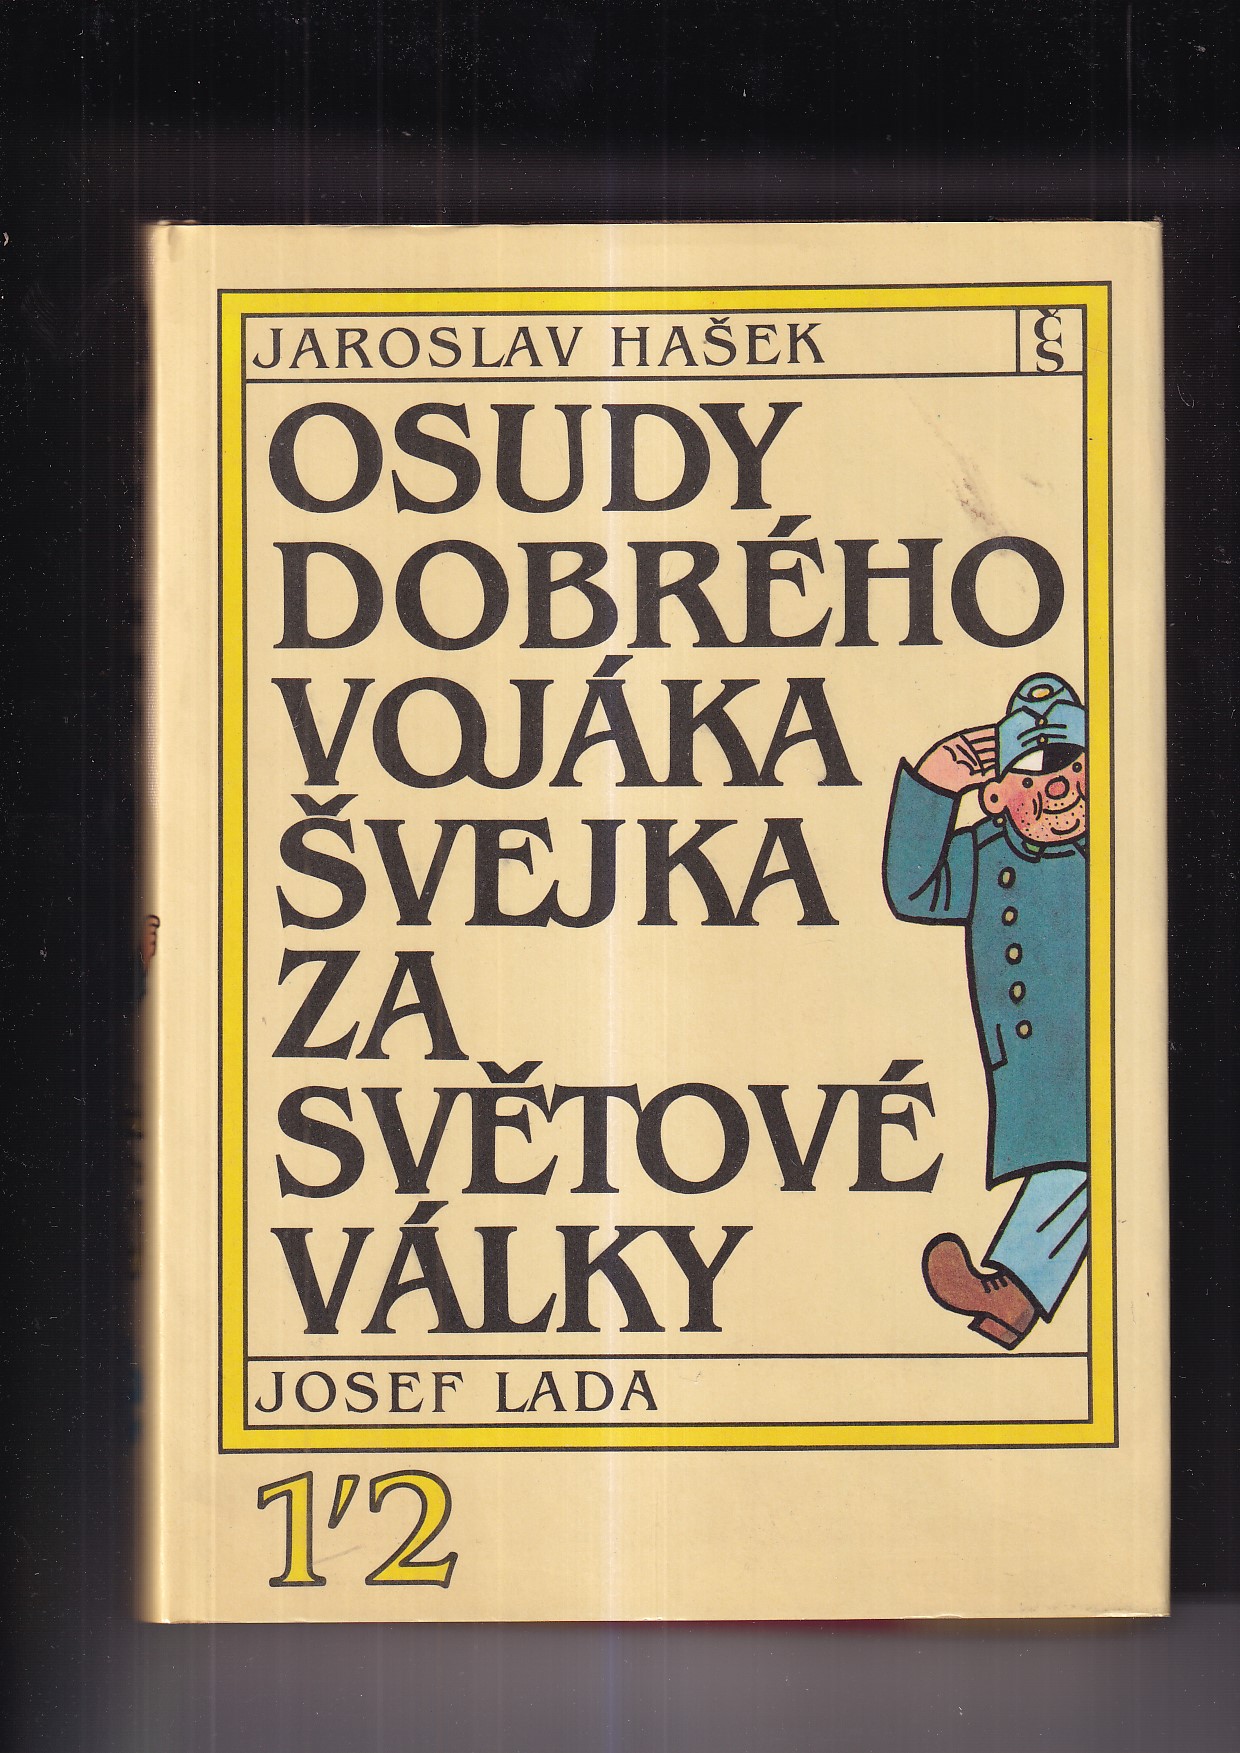 JAROSLAV HAŠEK
ČS
OSUDY
DOBRÉHO
VOJÁKA
ŠVEJKA
ZA
SVĚTOVÉ
VÁLKY
JOSEF LADA
1'2